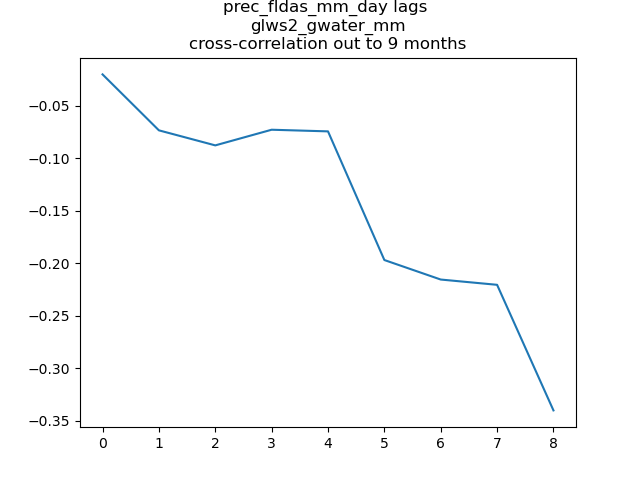 prec_fldas_mm_day lags
glws2_gwater_mm
cross-correlation out to 9 months
−0.05
−0.10
−0.15
−0.20
−0.25
−0.30
−0.35
0 1 2 3 4 5 6 7 8